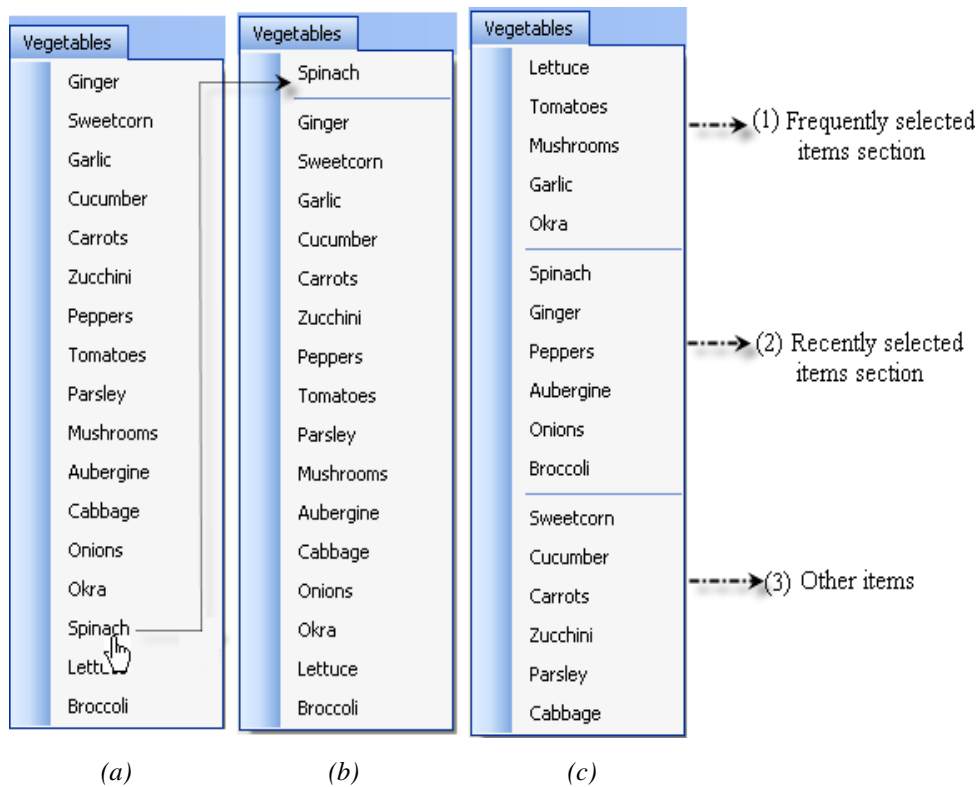 Vegetables
Ginger
Sweetcorn
Garlic
Cucumber
Carrots
Zucchini
Peppers
Tomatoes
Parsley
Mushrooms
Aubergine
Cabbage
Onions
Okra
Spinach
Broccoli
(a)
Vegetables
Spinach
Ginger
Sweetcorn
Garlic
Cucumber
Carrots
Zucchini
Peppers
Tomatoes
Parsley
Mushrooms
Aubergine
Cabbage
Onions
Okra
Lettuce
Broccoli
(b)
Vegetables
Lettuce
Tomatoes
Mushrooms
Garlic
Okra
Spinach
Ginger
Peppers
Aubergine
Onions
Broccoli
Sweetcorn
Cucumber
Carrots
Zucchini
Parsley
Cabbage
(c)
(1) Frequently selected
items section
(2) Recently selected
items section
(3) Other items